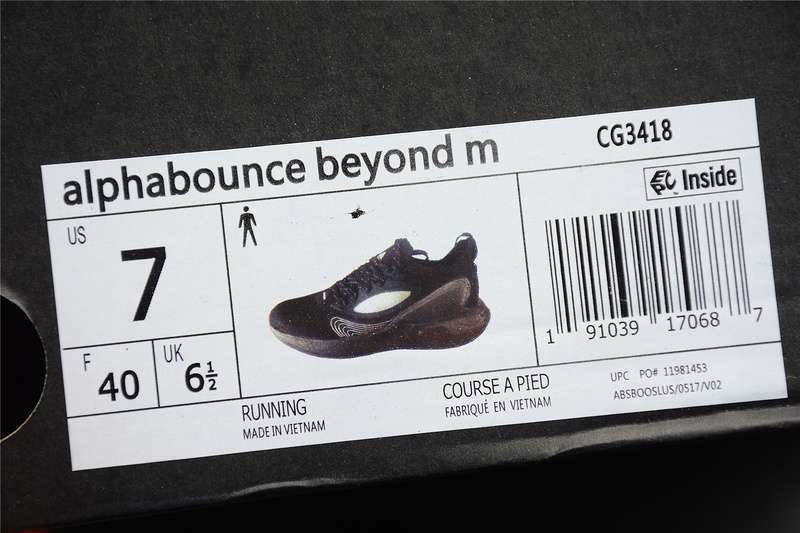 alphabounce beyond m
CG3418
EPC Inside
US
7
F
40
UK
6½
1 91039 17068 7
RUNNING
MADE IN VIETNAM
COURSE A PIED
FABRIQUÉ EN VIETNAM
UPC PO# 11981453
ABSBOOSLUS/0517/V02